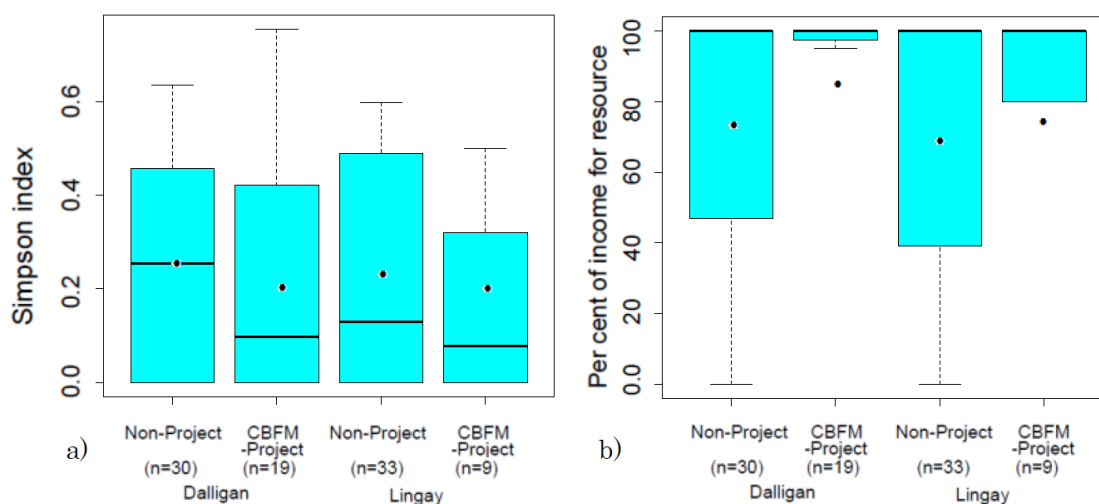 Simpson index
0.6
0.4
0.2
0.0
Non-Project
(n=30)
CBFM
-Project
(n=19)
Non-Project
(n=33)
CBFM
-Project
(n=9)
Dalligan
Lingay
a)
Per cent of income for resource
100
80
60
40
20
0.0
Non-Project
(n=30)
CBFM
-Project
(n=19)
Non-Project
(n=33)
CBFM
-Project
(n=9)
Dalligan
Lingay
b)